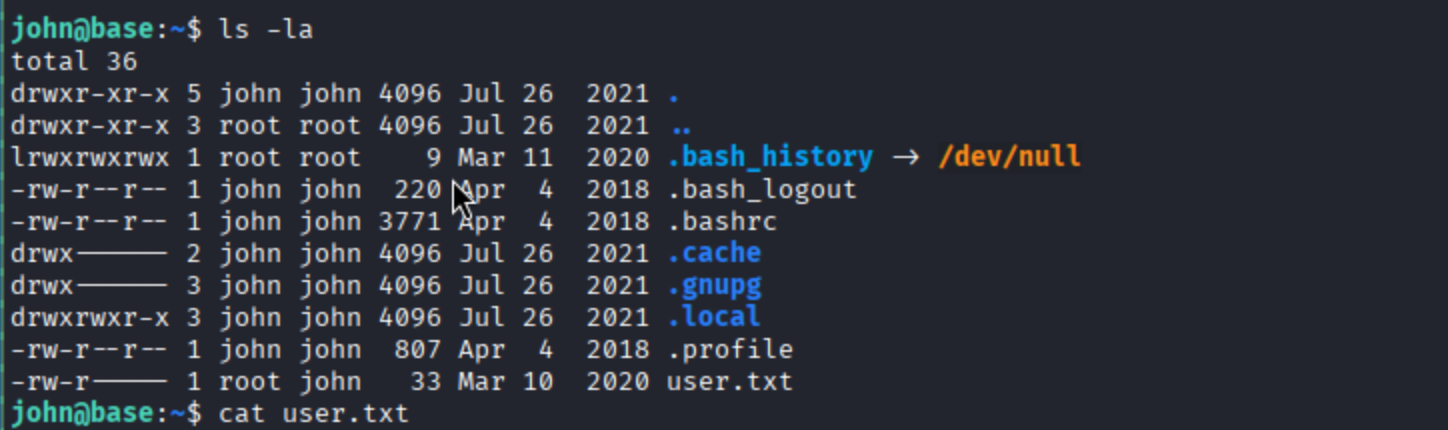 john@base:~$ ls -la
total 36
drwxr-xr-x 5 john john 4096 Jul 26  2021 .
drwxr-xr-x 3 root root 4096 Jul 26  2021 ..
lrwxrwxrwx 1 root root    9 Mar 11  2020 .bash_history → /dev/null
-rw-r--r-- 1 john john  220 Apr  4  2018 .bash_logout
-rw-r--r-- 1 john john 3771 Apr  4  2018 .bashrc
drwx------ 2 john john 4096 Jul 26  2021 .cache
drwx------ 3 john john 4096 Jul 26  2021 .gnupg
drwxrwxr-x 3 john john 4096 Jul 26  2021 .local
-rw-r--r-- 1 john john  807 Apr  4  2018 .profile
-rw-r----- 1 root john   33 Mar 10  2020 user.txt
john@base:~$ cat user.txt